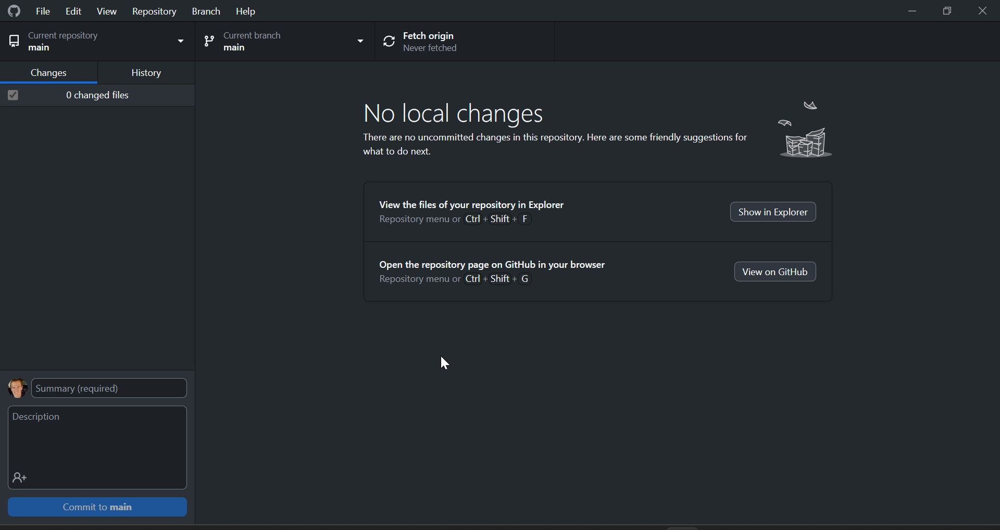 File Edit View Repository Branch Help
Current repository
main
Current branch
main
Fetch origin
Never fetched
Changes
History
0 changed files
No local changes
There are no uncommitted changes in this repository. Here are some friendly suggestions for
what to do next.
View the files of your repository in Explorer
Repository menu or Ctrl + Shift + F
Show in Explorer
Open the repository page on GitHub in your browser
Repository menu or Ctrl + Shift + G
View on GitHub
Summary (required)
Description
Commit to main